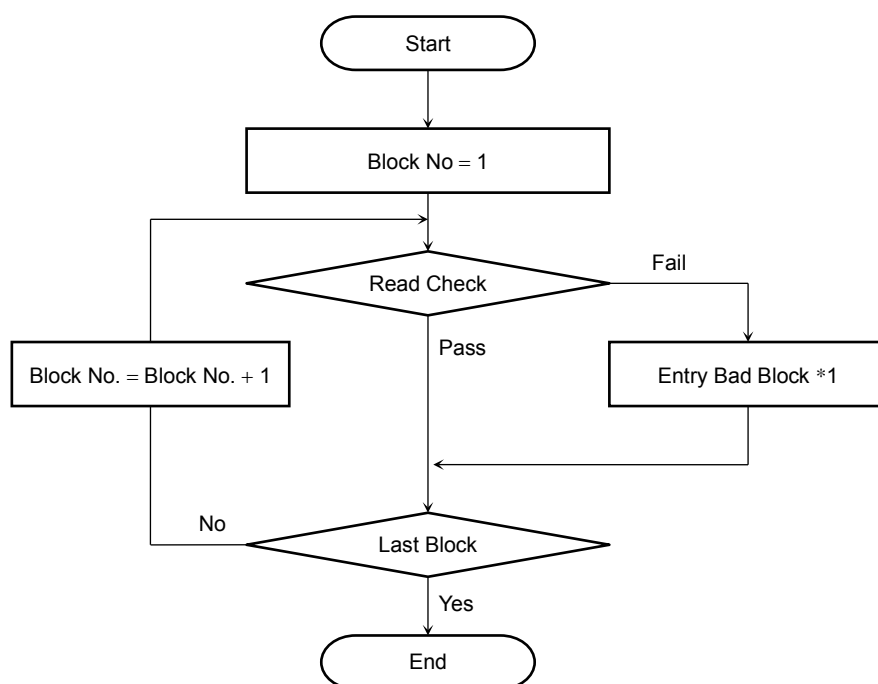 Start
Block No = 1
Read Check
Fail
Pass
Block No. = Block No. + 1
Entry Bad Block *1
No
Last Block
Yes
End